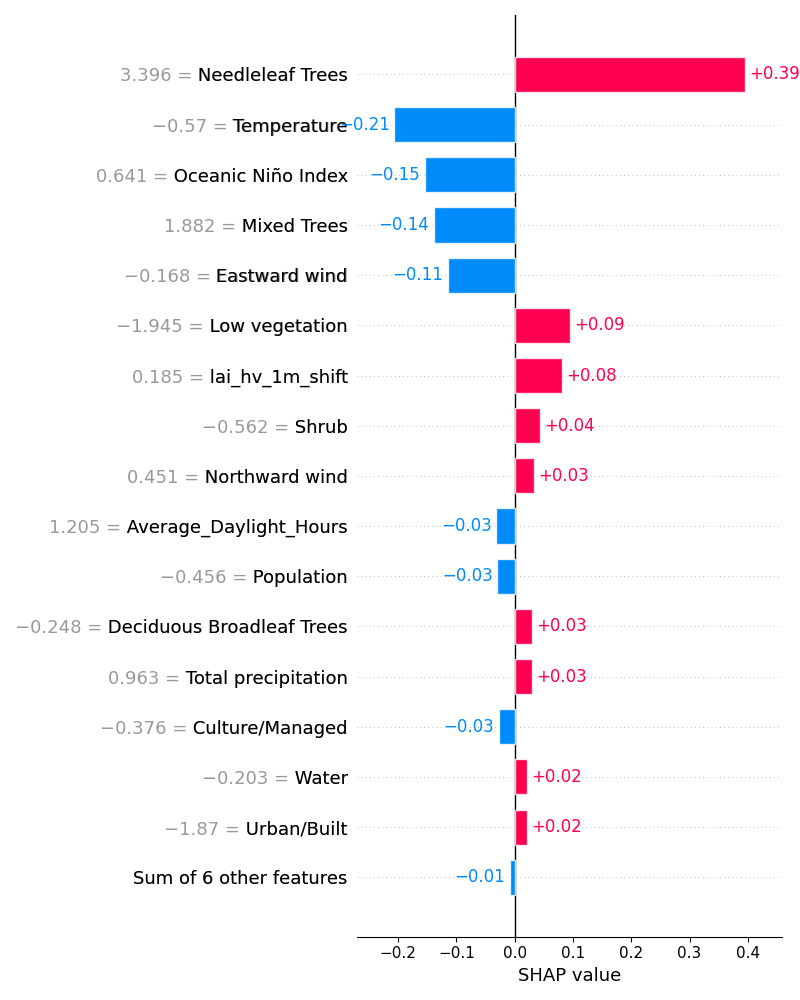 3.396 = Needleleaf Trees +0.39
−0.57 = Temperature −0.21
0.641 = Oceanic Niño Index −0.15
1.882 = Mixed Trees −0.14
−0.168 = Eastward wind −0.11
−1.945 = Low vegetation +0.09
0.185 = lai_hv_1m_shift +0.08
−0.562 = Shrub +0.04
0.451 = Northward wind +0.03
1.205 = Average_Daylight_Hours −0.03
−0.456 = Population −0.03
−0.248 = Deciduous Broadleaf Trees +0.03
0.963 = Total precipitation +0.03
−0.376 = Culture/Managed −0.03
−0.203 = Water +0.02
−1.87 = Urban/Built +0.02
Sum of 6 other features −0.01
−0.2 −0.1 0.0 0.1 0.2 0.3 0.4
SHAP value